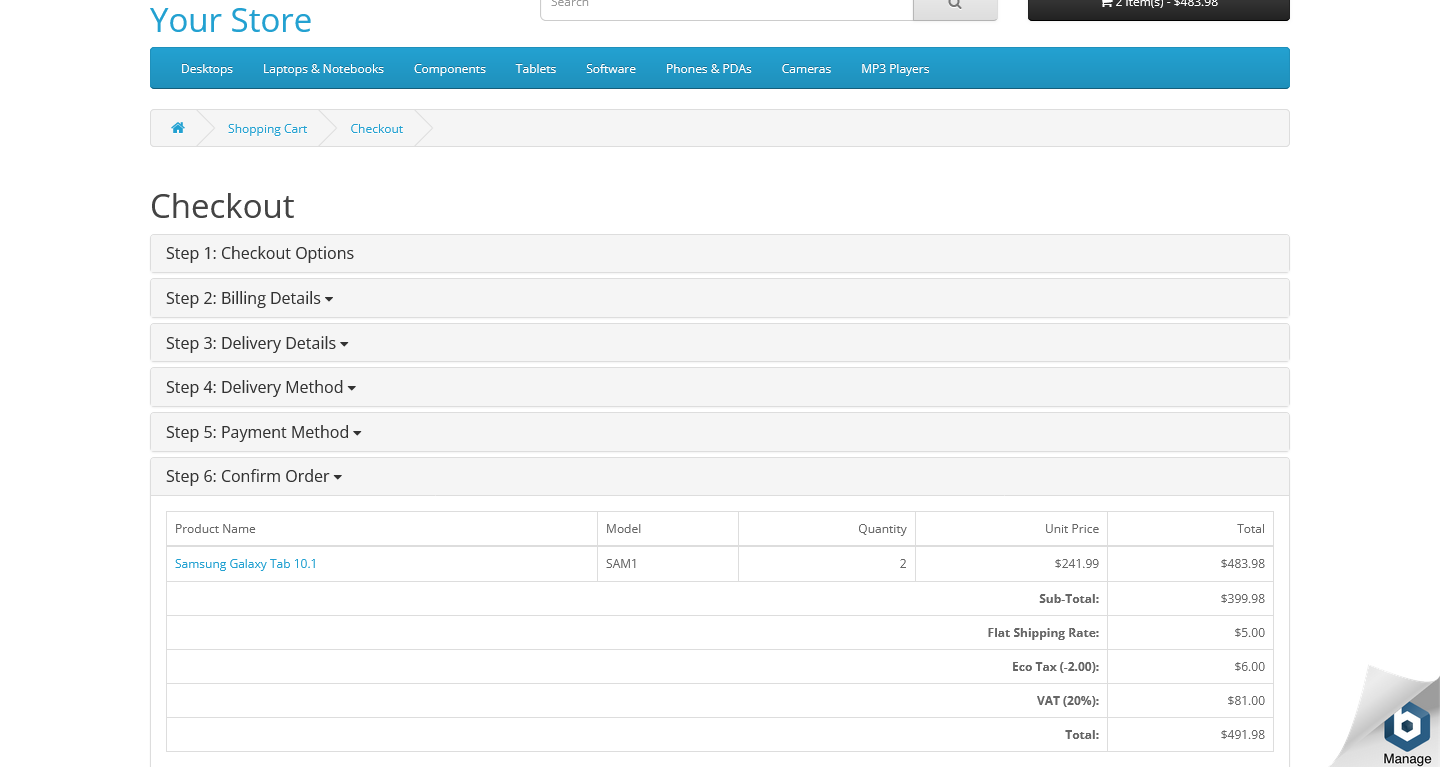 Your Store
Search
2 item(s) - $483.98
Desktops Laptops & Notebooks Components Tablets Software Phones & PDAs Cameras MP3 Players
Shopping Cart Checkout
Checkout
Step 1: Checkout Options
Step 2: Billing Details
Step 3: Delivery Details
Step 4: Delivery Method
Step 5: Payment Method
Step 6: Confirm Order
Product Name Model Quantity Unit Price Total
Samsung Galaxy Tab 10.1 SAM1 2 $241.99 $483.98
Sub-Total: $399.98
Flat Shipping Rate: $5.00
Eco Tax (-2.00): $6.00
VAT (20%): $81.00
Total: $491.98
Manage